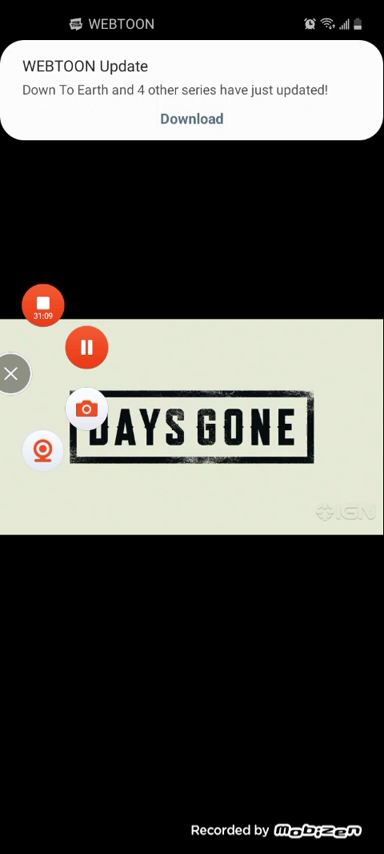 WEBTOON
WEBTOON Update
Down To Earth and 4 other series have just updated!
Download
31:09
DAYS GONE
IGN
Recorded by Mobizen